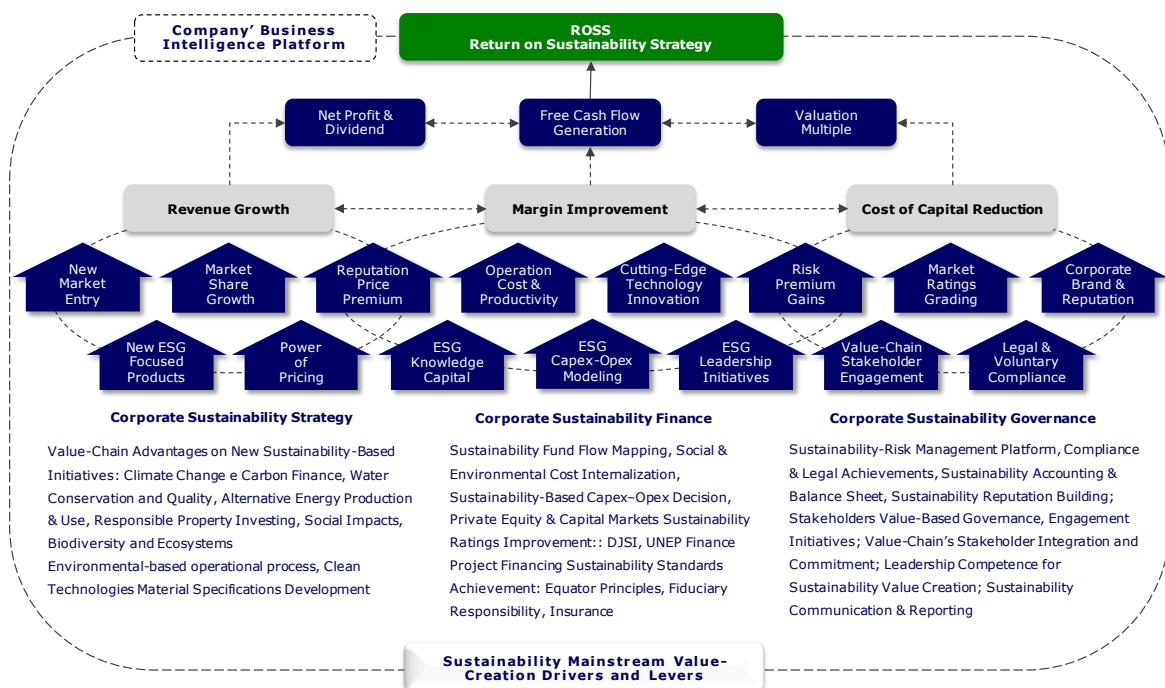 Company’ Business
Intelligence Platform
ROSS
Return on Sustainability Strategy
Net Profit &
Dividend
Free Cash Flow
Generation
Valuation
Multiple
Revenue Growth
Margin Improvement
Cost of Capital Reduction
New
Market
Entry
Market
Share
Growth
Reputation
Price
Premium
Operation
Cost &
Productivity
Cutting-Edge
Technology
Innovation
Risk
Premium
Gains
Market
Ratings
Grading
Corporate
Brand &
Reputation
New ESG
Focused
Products
Power
of
Pricing
ESG
Knowledge
Capital
ESG
Capex-Opex
Modeling
ESG
Leadership
Initiatives
Value-Chain
Stakeholder
Engagement
Legal &
Voluntary
Compliance
Corporate Sustainability Strategy
Value-Chain Advantages on New Sustainability-Based
Initiatives: Climate Change e Carbon Finance, Water
Conservation and Quality, Alternative Energy Production
& Use, Responsible Property Investing, Social Impacts,
Biodiversity and Ecosystems
Environmental-based operational process, Clean
Technologies Material Specifications Development
Corporate Sustainability Finance
Sustainability Fund Flow Mapping, Social &
Environmental Cost Internalization,
Sustainability-Based Capex–Opex Decision,
Private Equity & Capital Markets Sustainability
Ratings Improvement:: DJSI, UNEP Finance
Project Financing Sustainability Standards
Achievement: Equator Principles, Fiduciary
Responsibility, Insurance
Corporate Sustainability Governance
Sustainability-Risk Management Platform, Compliance
& Legal Achievements, Sustainability Accounting &
Balance Sheet, Sustainability Reputation Building;
Stakeholders Value-Based Governance, Engagement
Initiatives; Value-Chain’s Stakeholder Integration and
Commitment; Leadership Competence for
Sustainability Value Creation; Sustainability
Communication & Reporting
Sustainability Mainstream Value-
Creation Drivers and Levers